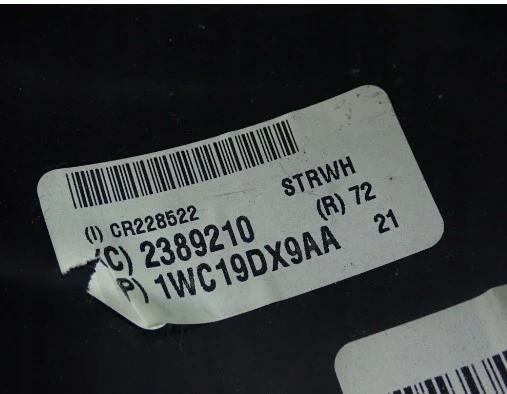 STRWH
(I) CR228522
(R) 72
(C) 2389210
21
P) 1WC19DX9AA